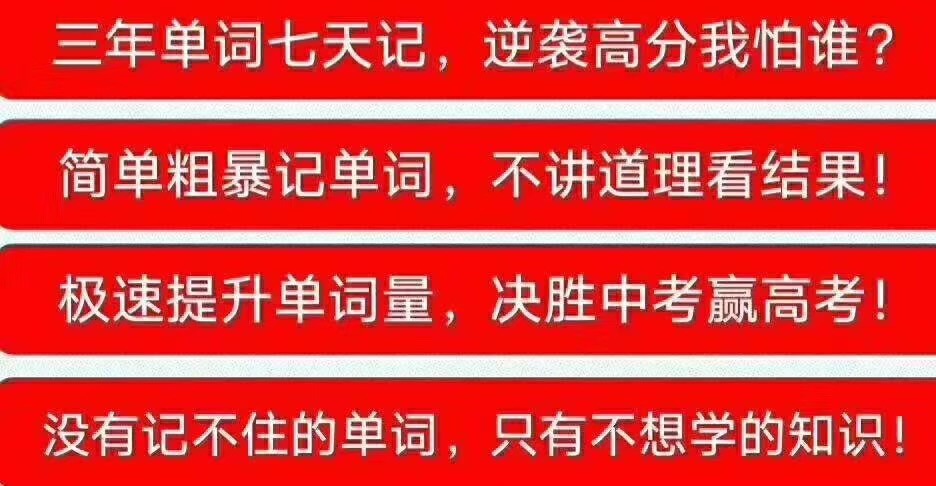 三年单词七天记，逆袭高分我怕谁？
简单粗暴记单词，不讲道理看结果！
极速提升单词量，决胜中考赢高考！
没有记不住的单词，只有不想学的知识！